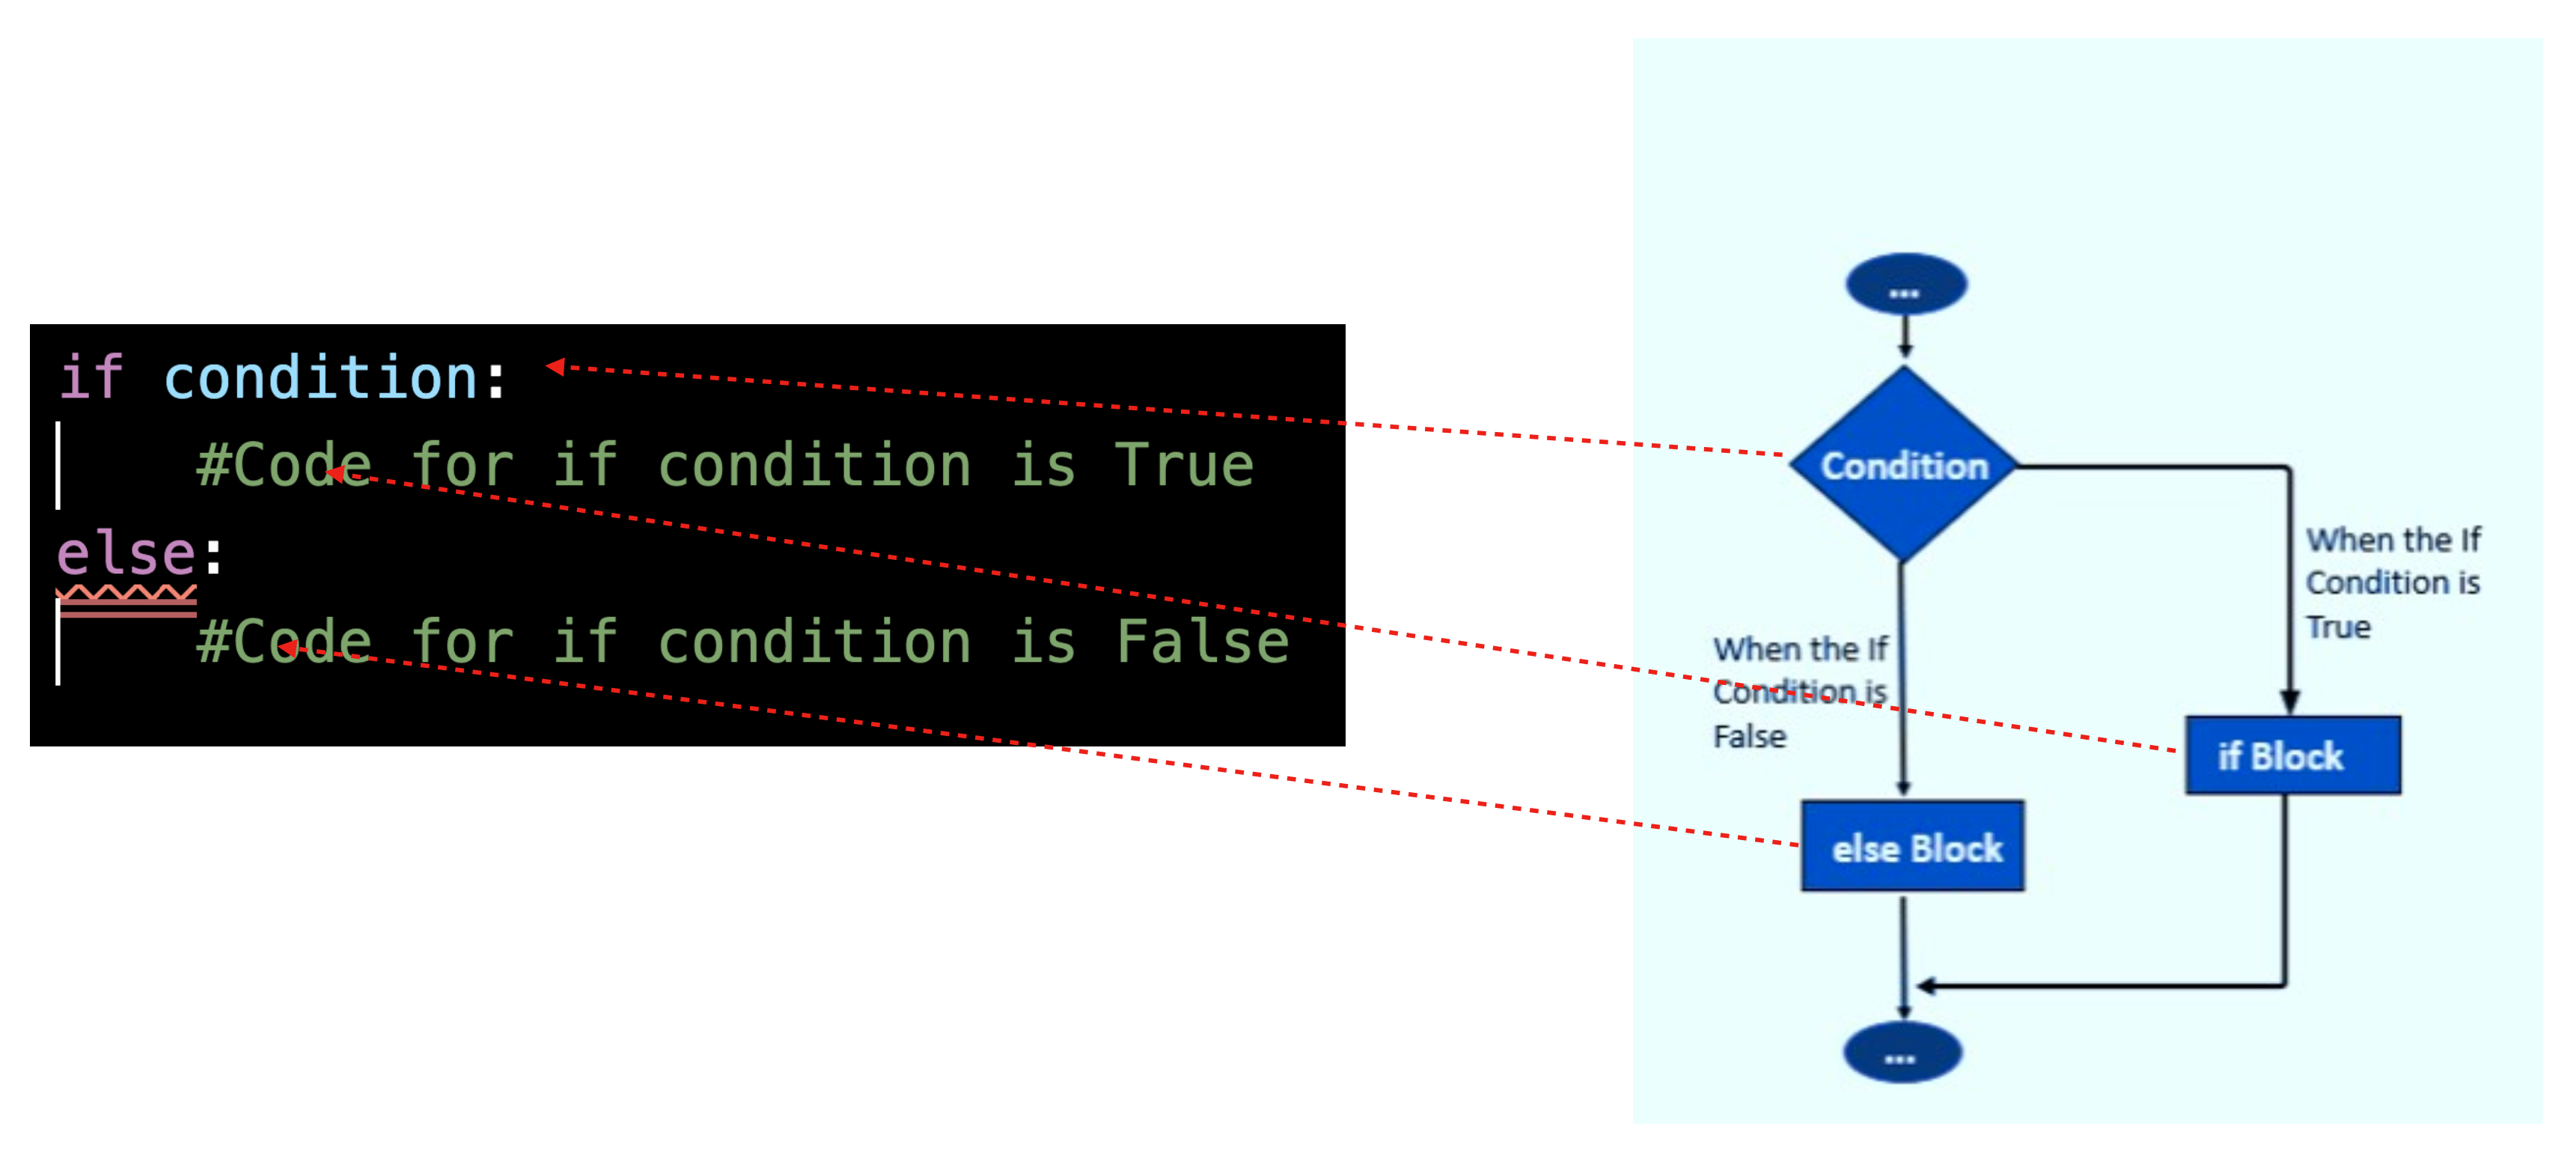 if condition:
#Code for if condition is True
else:
#Code for if condition is False
...
Condition
When the If
Condition is
True
When the If
Condition is
False
if Block
else Block
...